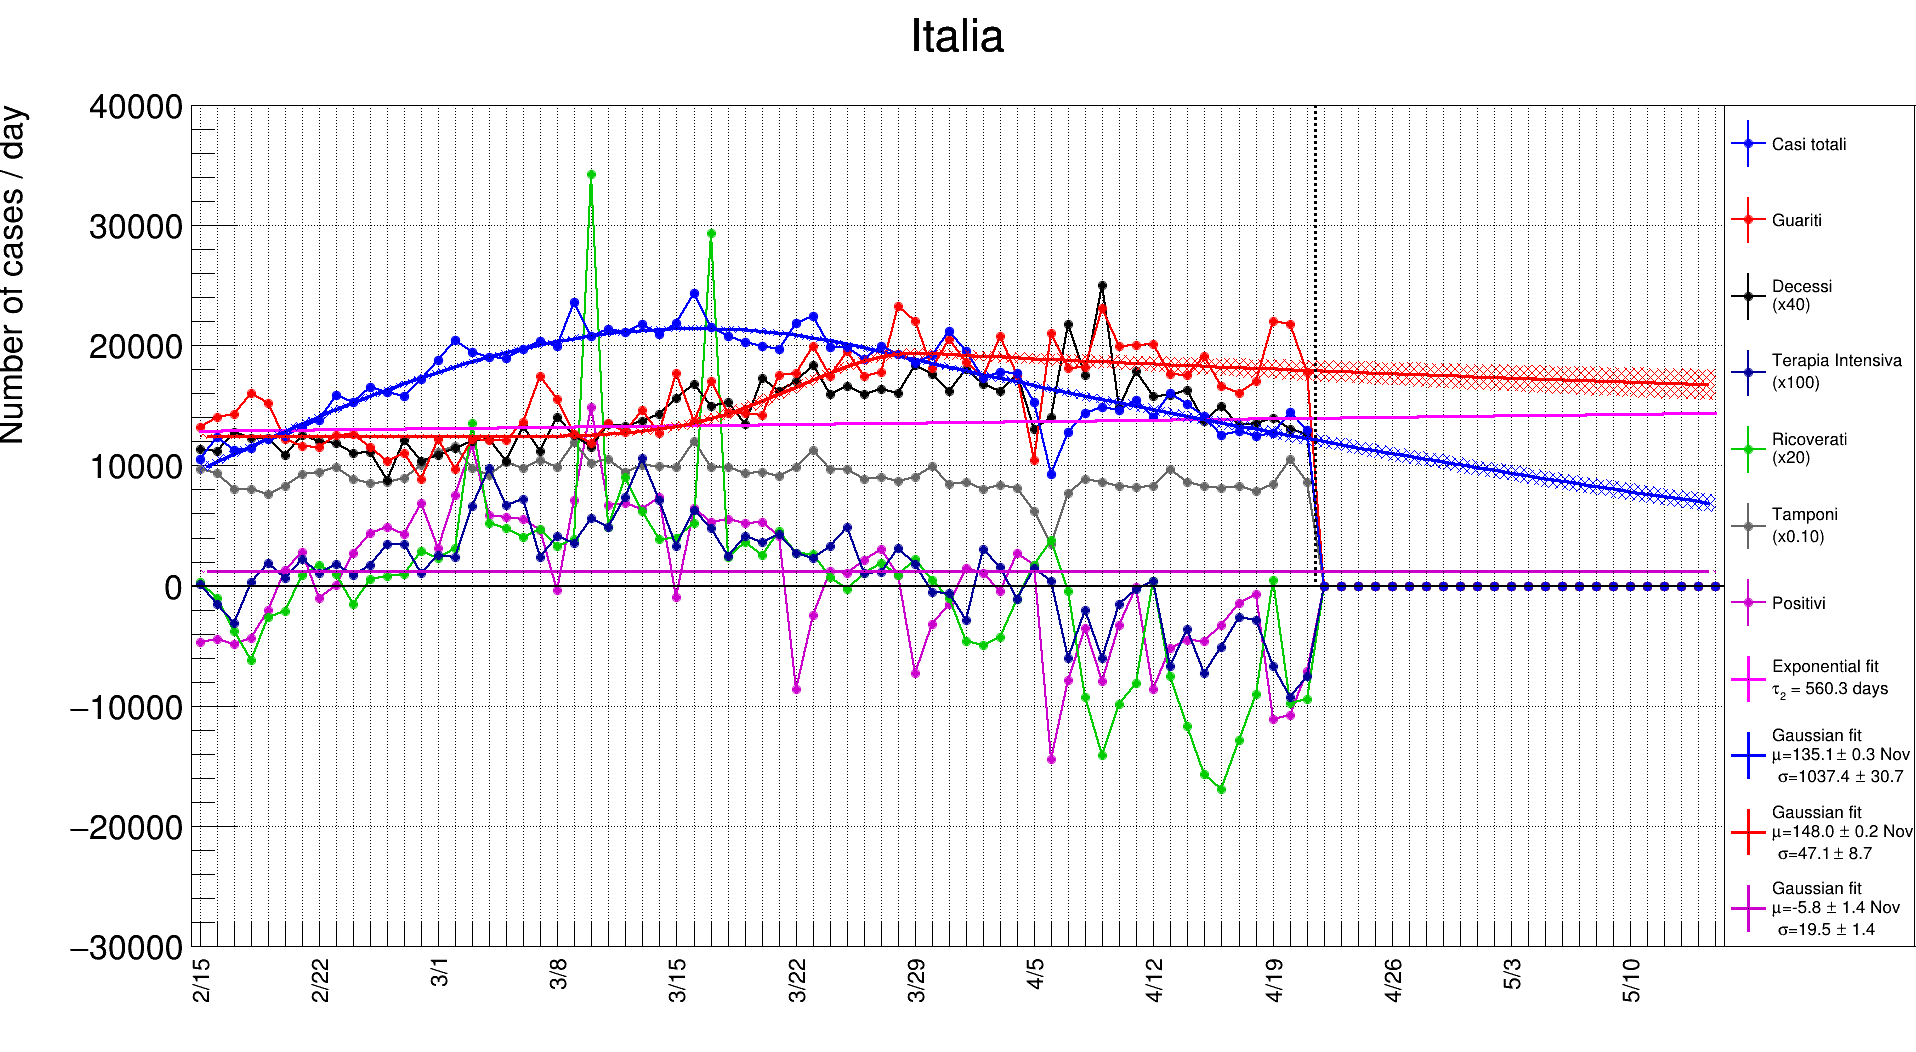 Italia
Number of cases / day
40000
30000
20000
10000
0
−10000
−20000
−30000
2/15
2/22
3/1
3/8
3/15
3/22
3/29
4/5
4/12
4/19
4/26
5/3
5/10
Casi totali
Guariti
Decessi
(x40)
Terapia Intensiva
(x100)
Ricoverati
(x20)
Tamponi
(x0.10)
Positivi
Exponential fit
τ2 = 560.3 days
Gaussian fit
μ=135.1± 0.3 Nov
σ=1037.4 ± 30.7
Gaussian fit
μ=148.0 ± 0.2 Nov
σ=47.1 ± 8.7
Gaussian fit
μ=-5.8 ± 1.4 Nov
σ=19.5 ± 1.4